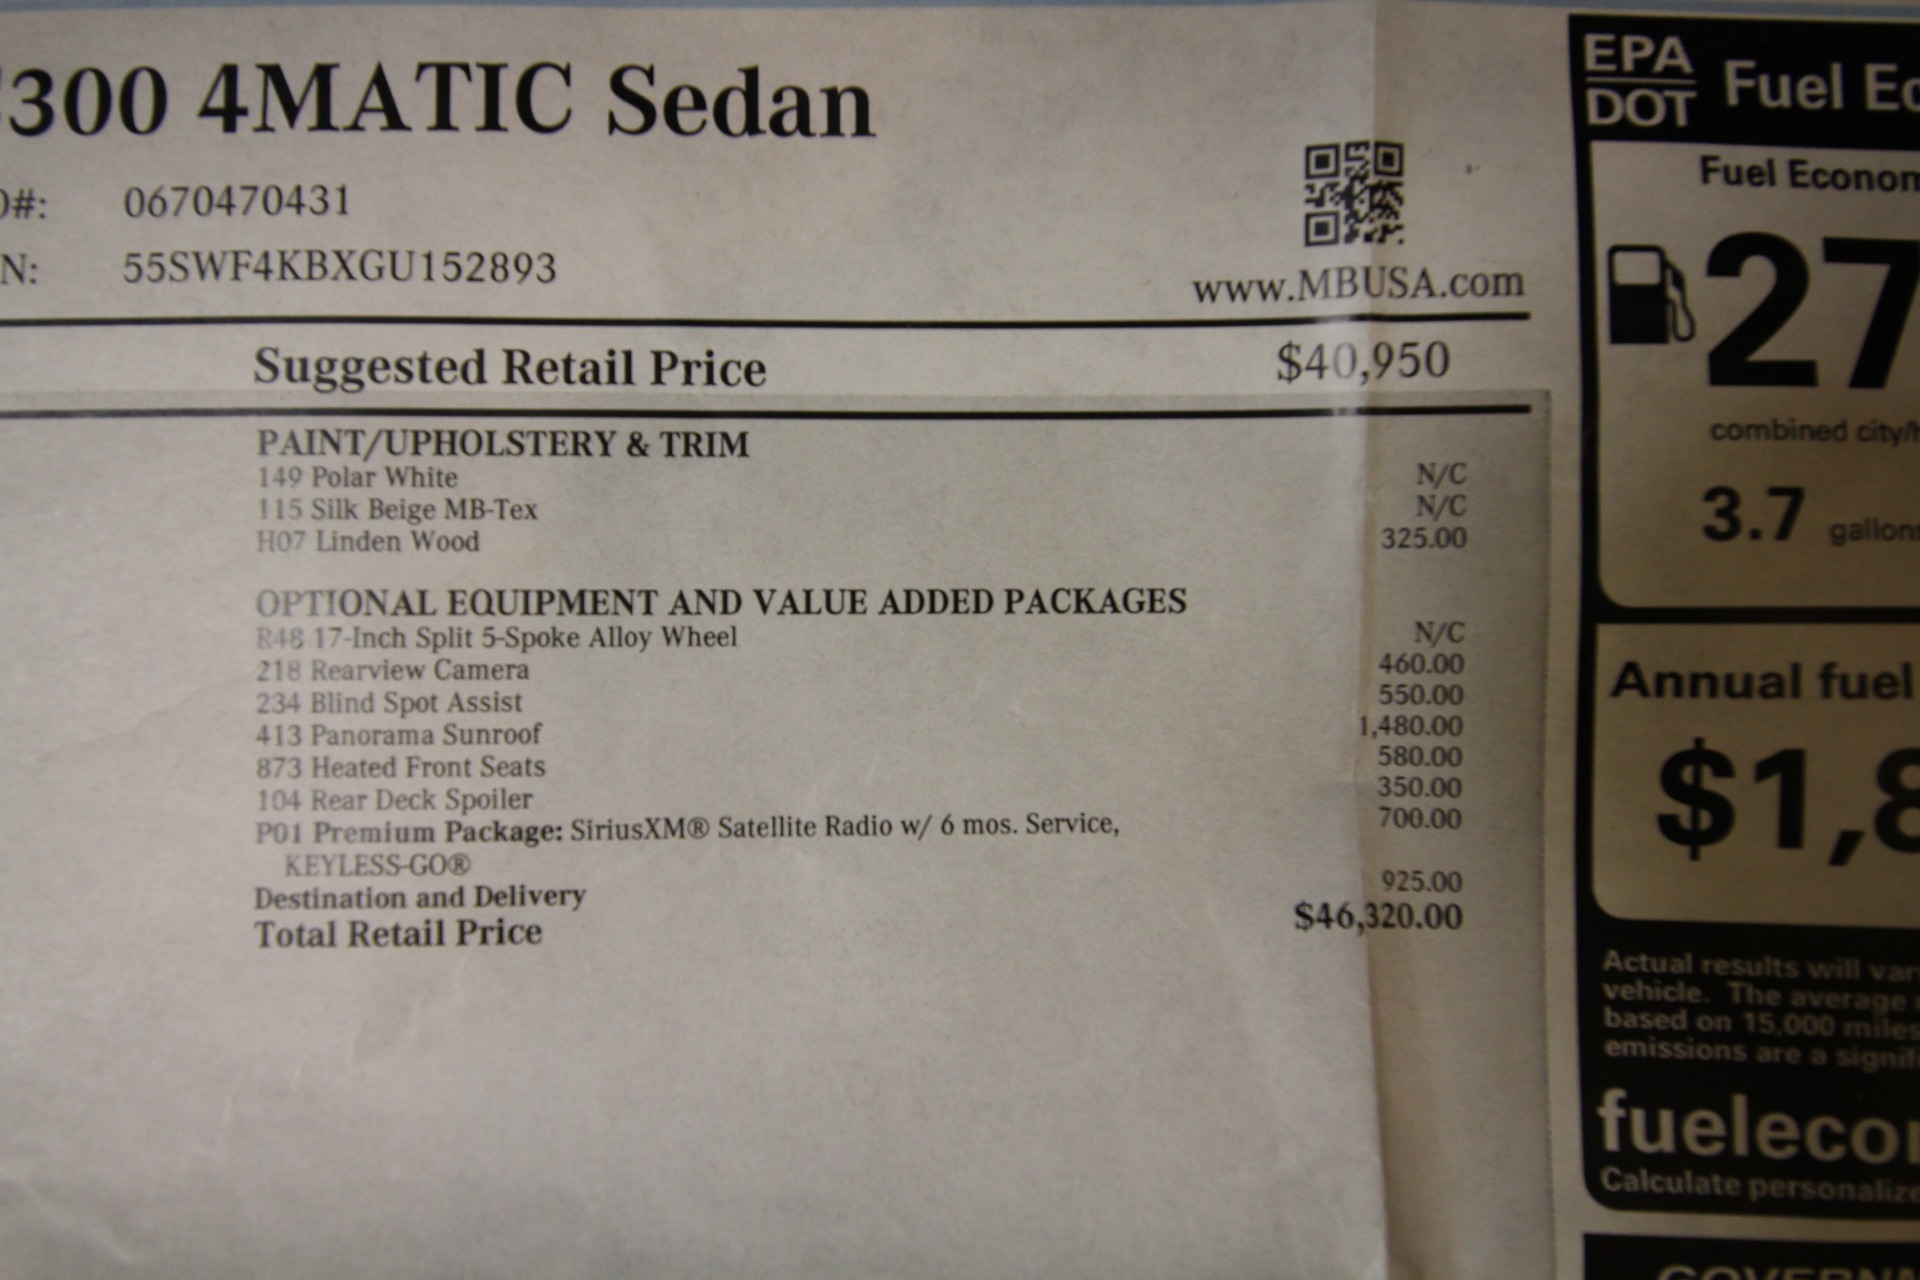 300 4MATIC Sedan
#: 0670470431
N: 55SWF4KBXGU152893
www.MBUSA.com
Suggested Retail Price $40,950
PAINT/UPHOLSTERY & TRIM
149 Polar White N/C
115 Silk Beige MB-Tex N/C
H07 Linden Wood 325.00
OPTIONAL EQUIPMENT AND VALUE ADDED PACKAGES
R48 17-Inch Split 5-Spoke Alloy Wheel N/C
218 Rearview Camera 460.00
234 Blind Spot Assist 550.00
413 Panorama Sunroof 1,480.00
873 Heated Front Seats 580.00
104 Rear Deck Spoiler 350.00
P01 Premium Package: SiriusXM® Satellite Radio w/ 6 mos. Service, 700.00
KEYLESS-GO®
Destination and Delivery 925.00
Total Retail Price $46,320.00
EPA
DOT
Fuel Ec
Fuel Econom
27
combined city/h
3.7 gallons
Annual fuel
$1,8
Actual results will var
vehicle. The average
based on 15,000 miles
emissions are a signif
fuelecon
Calculate personalize
GOVERNM